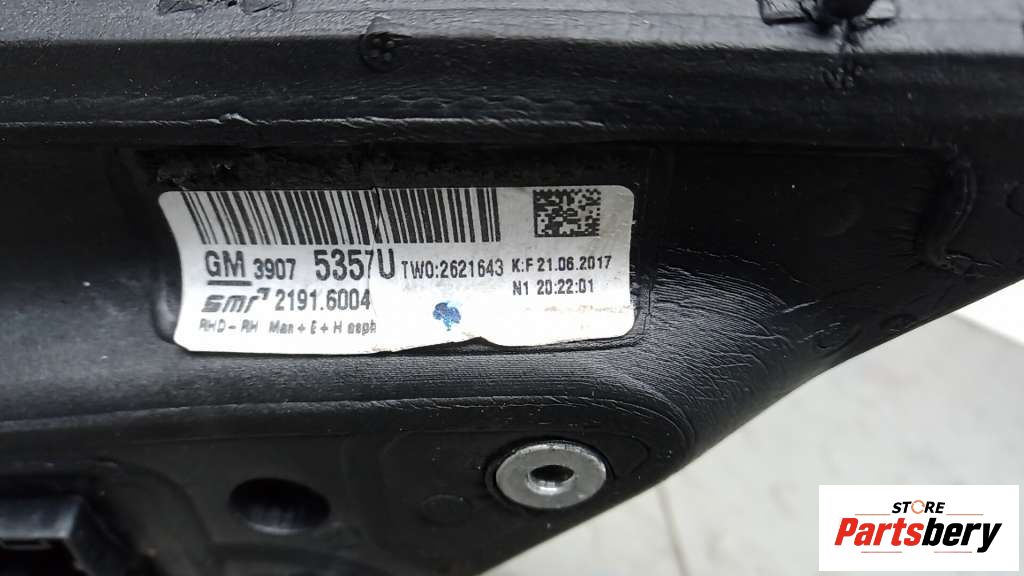 GM 3907 5357U TWO:2621643 K:F 21.06.2017
N1 20:22:01
smr 2191.6004
RHD - RH Man + E + H asph
STORE
Partsbery